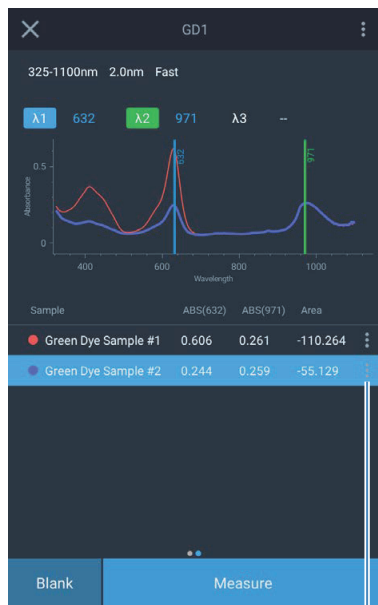 GD1
325-1100nm 2.0nm Fast
λ1 632 λ2 971 λ3 --
632
971
0.5
0
Absorbance
400 600 800 1000
Wavelength
Sample ABS(632) ABS(971) Area
Green Dye Sample #1 0.606 0.261 -110.264
Green Dye Sample #2 0.244 0.259 -55.129
Blank Measure